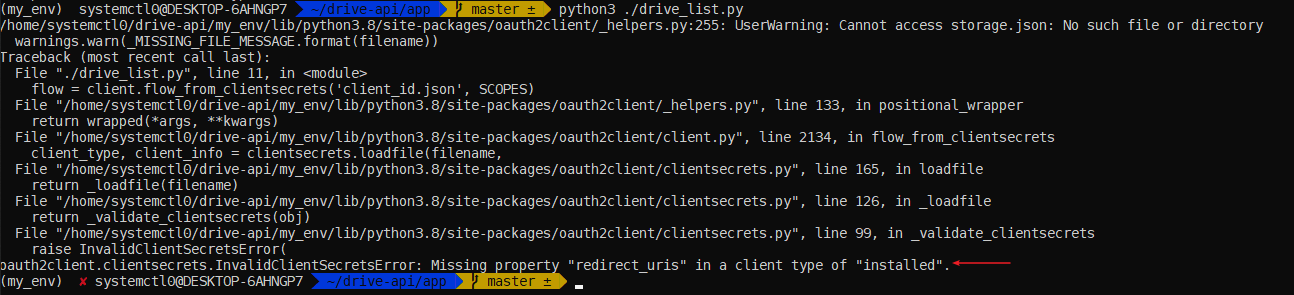 (my_env) systemctl0@DESKTOP-6AHNGP7 ~/drive-api/app master ± python3 ./drive_list.py
/home/systemctl0/drive-api/my_env/lib/python3.8/site-packages/oauth2client/_helpers.py:255: UserWarning: Cannot access storage.json: No such file or directory
  warnings.warn(_MISSING_FILE_MESSAGE.format(filename))
Traceback (most recent call last):
  File "./drive_list.py", line 11, in <module>
    flow = client.flow_from_clientsecrets('client_id.json', SCOPES)
  File "/home/systemctl0/drive-api/my_env/lib/python3.8/site-packages/oauth2client/_helpers.py", line 133, in positional_wrapper
    return wrapped(*args, **kwargs)
  File "/home/systemctl0/drive-api/my_env/lib/python3.8/site-packages/oauth2client/client.py", line 2134, in flow_from_clientsecrets
    client_type, client_info = clientsecrets.loadfile(filename,
  File "/home/systemctl0/drive-api/my_env/lib/python3.8/site-packages/oauth2client/clientsecrets.py", line 165, in loadfile
    return _loadfile(filename)
  File "/home/systemctl0/drive-api/my_env/lib/python3.8/site-packages/oauth2client/clientsecrets.py", line 126, in _loadfile
    return _validate_clientsecrets(obj)
  File "/home/systemctl0/drive-api/my_env/lib/python3.8/site-packages/oauth2client/clientsecrets.py", line 99, in _validate_clientsecrets
    raise InvalidClientSecretsError(
oauth2client.clientsecrets.InvalidClientSecretsError: Missing property "redirect_uris" in a client type of "installed".
(my_env) ✘ systemctl0@DESKTOP-6AHNGP7 ~/drive-api/app master ±